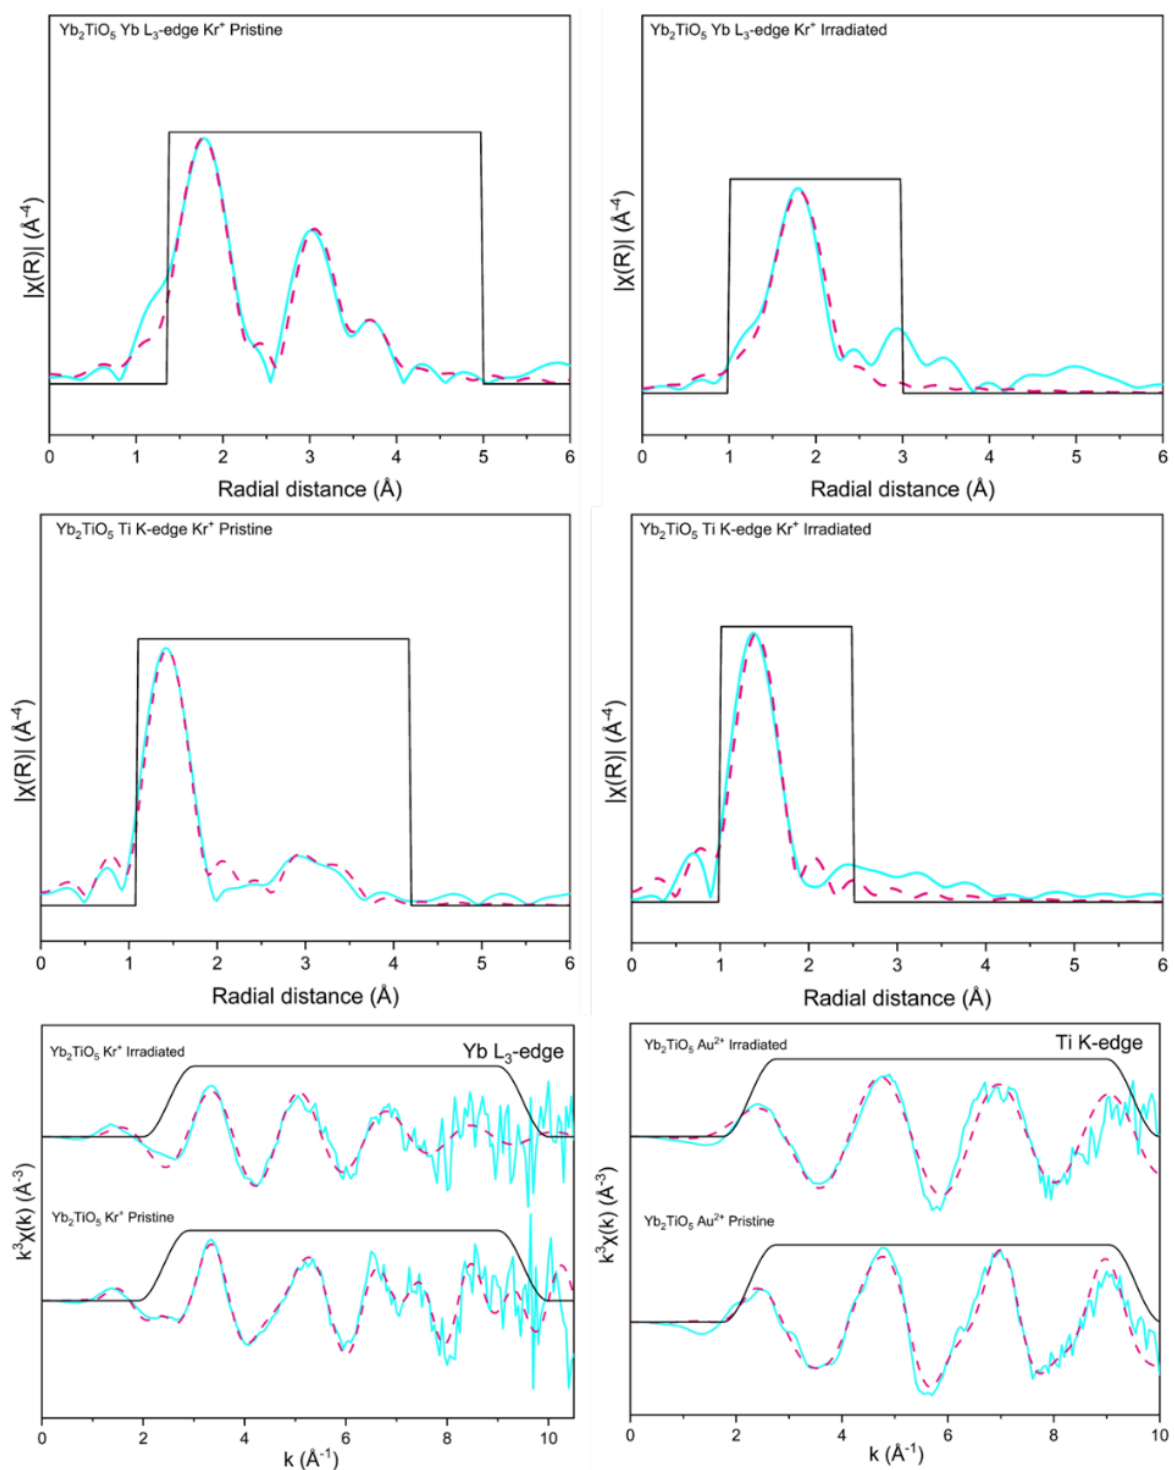 Yb₂TiO₅ Yb L₃-edge Kr⁺ Pristine
|χ(R)| (Å⁻⁴)
0 1 2 3 4 5 6
Radial distance (Å)
Yb₂TiO₅ Yb L₃-edge Kr⁺ Irradiated
|χ(R)| (Å⁻⁴)
0 1 2 3 4 5 6
Radial distance (Å)
Yb₂TiO₅ Ti K-edge Kr⁺ Pristine
|χ(R)| (Å⁻⁴)
0 1 2 3 4 5 6
Radial distance (Å)
Yb₂TiO₅ Ti K-edge Kr⁺ Irradiated
|χ(R)| (Å⁻⁴)
0 1 2 3 4 5 6
Radial distance (Å)
Yb₂TiO₅ Kr⁺ Irradiated
Yb L₃-edge
Yb₂TiO₅ Kr⁺ Pristine
k³χ(k) (Å⁻³)
0 2 4 6 8 10
k (Å⁻¹)
Yb₂TiO₅ Au²⁺ Irradiated
Ti K-edge
Yb₂TiO₅ Au²⁺ Pristine
k³χ(k) (Å⁻³)
0 2 4 6 8 10
k (Å⁻¹)